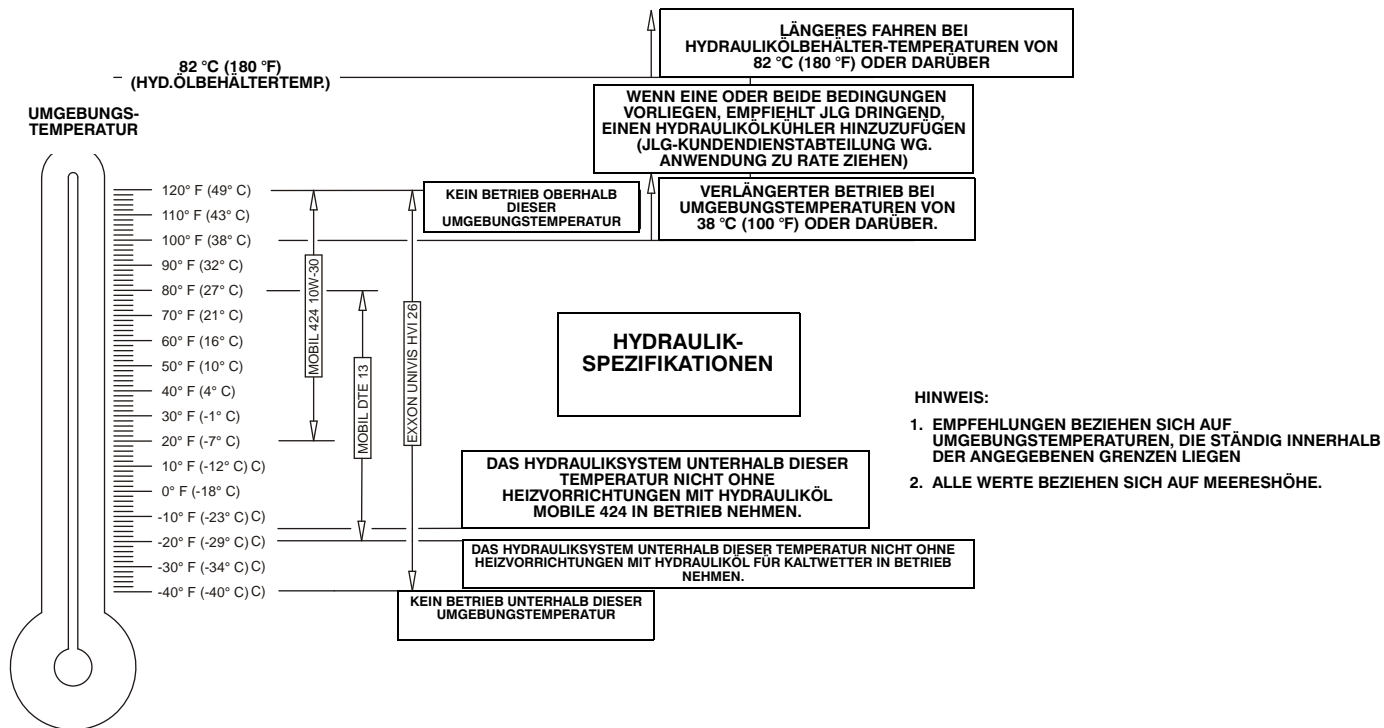 LÄNGERES FAHREN BEI
HYDRAULIKÖLBEHÄLTER-TEMPERATUREN VON
82 °C (180 °F) ODER DARÜBER
82 °C (180 °F)
(HYD.ÖLBEHÄLTERTEMP.)
WENN EINE ODER BEIDE BEDINGUNGEN
VORLIEGEN, EMPFIEHLT JLG DRINGEND,
EINEN HYDRAULIKÖLKÜHLER HINZUZUFÜGEN
(JLG-KUNDENDIENSTABTEILUNG WG.
ANWENDUNG ZU RATE ZIEHEN)
UMGEBUNGS-
TEMPERATUR
KEIN BETRIEB OBERHALB
DIESER
UMGEBUNGSTEMPERATUR
VERLÄNGERTER BETRIEB BEI
UMGEBUNGSTEMPERATUREN VON
38 °C (100 °F) ODER DARÜBER.
120° F (49° C)
110° F (43° C)
100° F (38° C)
90° F (32° C)
80° F (27° C)
70° F (21° C)
60° F (16° C)
50° F (10° C)
40° F (4° C)
30° F (-1° C)
20° F (-7° C)
10° F (-12° C) C)
0° F (-18° C)
-10° F (-23° C) C)
-20° F (-29° C) C)
-30° F (-34° C) C)
-40° F (-40° C) C)
MOBIL 424 10W-30
MOBIL DTE 13
EXXON UNIVIS HVI 26
HYDRAULIK-
SPEZIFIKATIONEN
DAS HYDRAULIKSYSTEM UNTERHALB DIESER
TEMPERATUR NICHT OHNE
HEIZVORRICHTUNGEN MIT HYDRAULIKÖL
MOBILE 424 IN BETRIEB NEHMEN.
DAS HYDRAULIKSYSTEM UNTERHALB DIESER TEMPERATUR NICHT OHNE
HEIZVORRICHTUNGEN MIT HYDRAULIKÖL FÜR KALTWETTER IN BETRIEB
NEHMEN.
KEIN BETRIEB UNTERHALB DIESER
UMGEBUNGSTEMPERATUR
HINWEIS:
1. EMPFEHLUNGEN BEZIEHEN SICH AUF
UMGEBUNGSTEMPERATUREN, DIE STÄNDIG INNERHALB
DER ANGEGEBENEN GRENZEN LIEGEN
2. ALLE WERTE BEZIEHEN SICH AUF MEERESHÖHE.